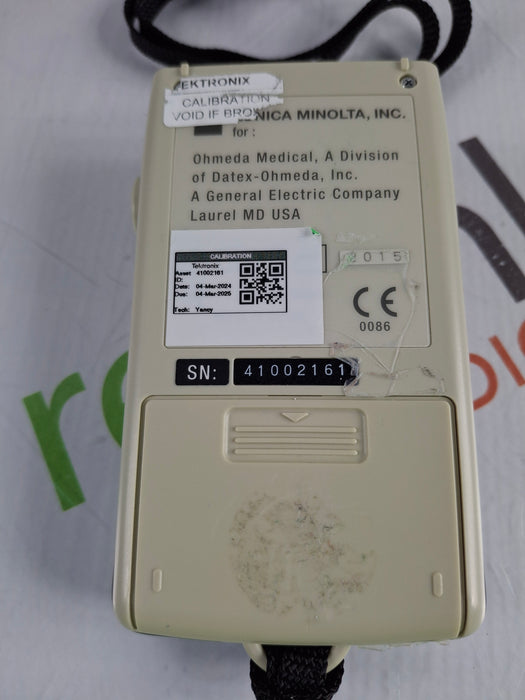 EKTRONIX
CALIBRATION
VOID IF BRO
NICA MINOLTA, INC.
for :
Ohmeda Medical, A Division
of Datex-Ohmeda, Inc.
A General Electric Company
Laurel MD USA
2015
CALIBRATION
Tektronix
Asset 41002161
ID:
Date: 04-Mar-2024
Due: 04-Mar-2025
Tech: Yancy
CE
0086
SN: 41002161